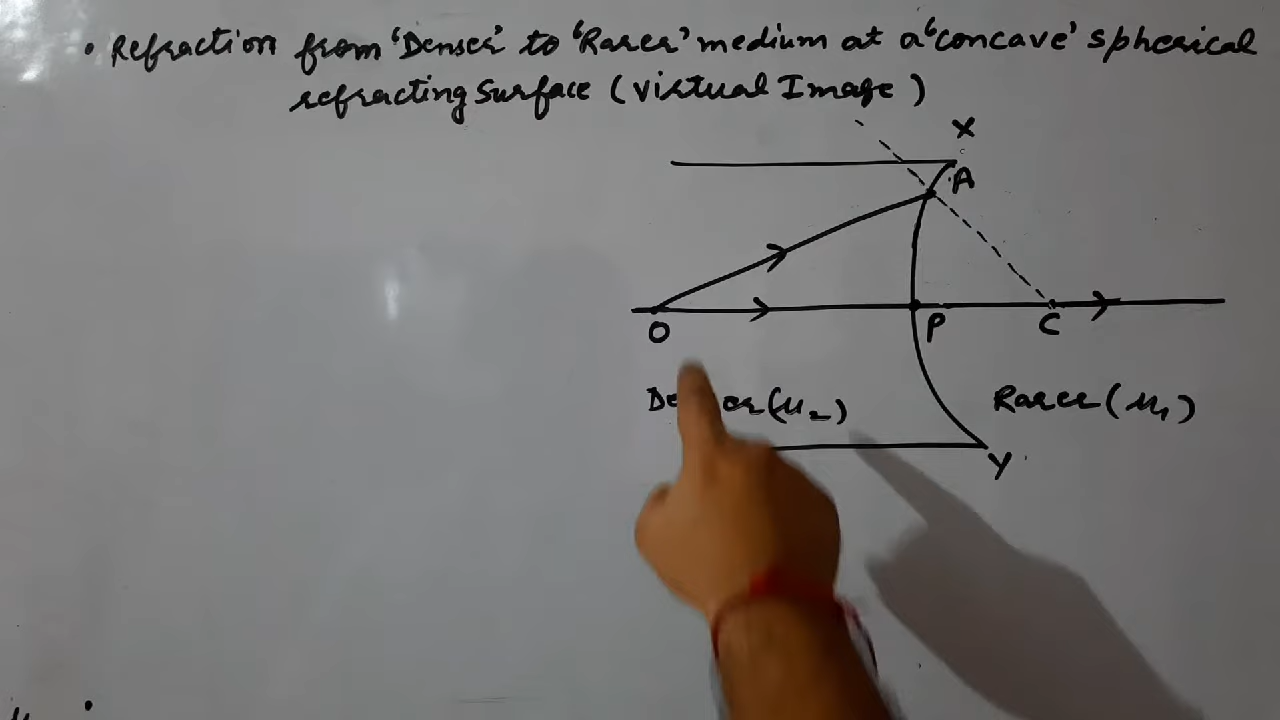 • Refraction from 'Denser' to 'Rarer' medium at a 'concave' spherical
refracting surface (virtual Image)
X
A
O
P
C
(μ₂)
Rarer (μ₁)
Y